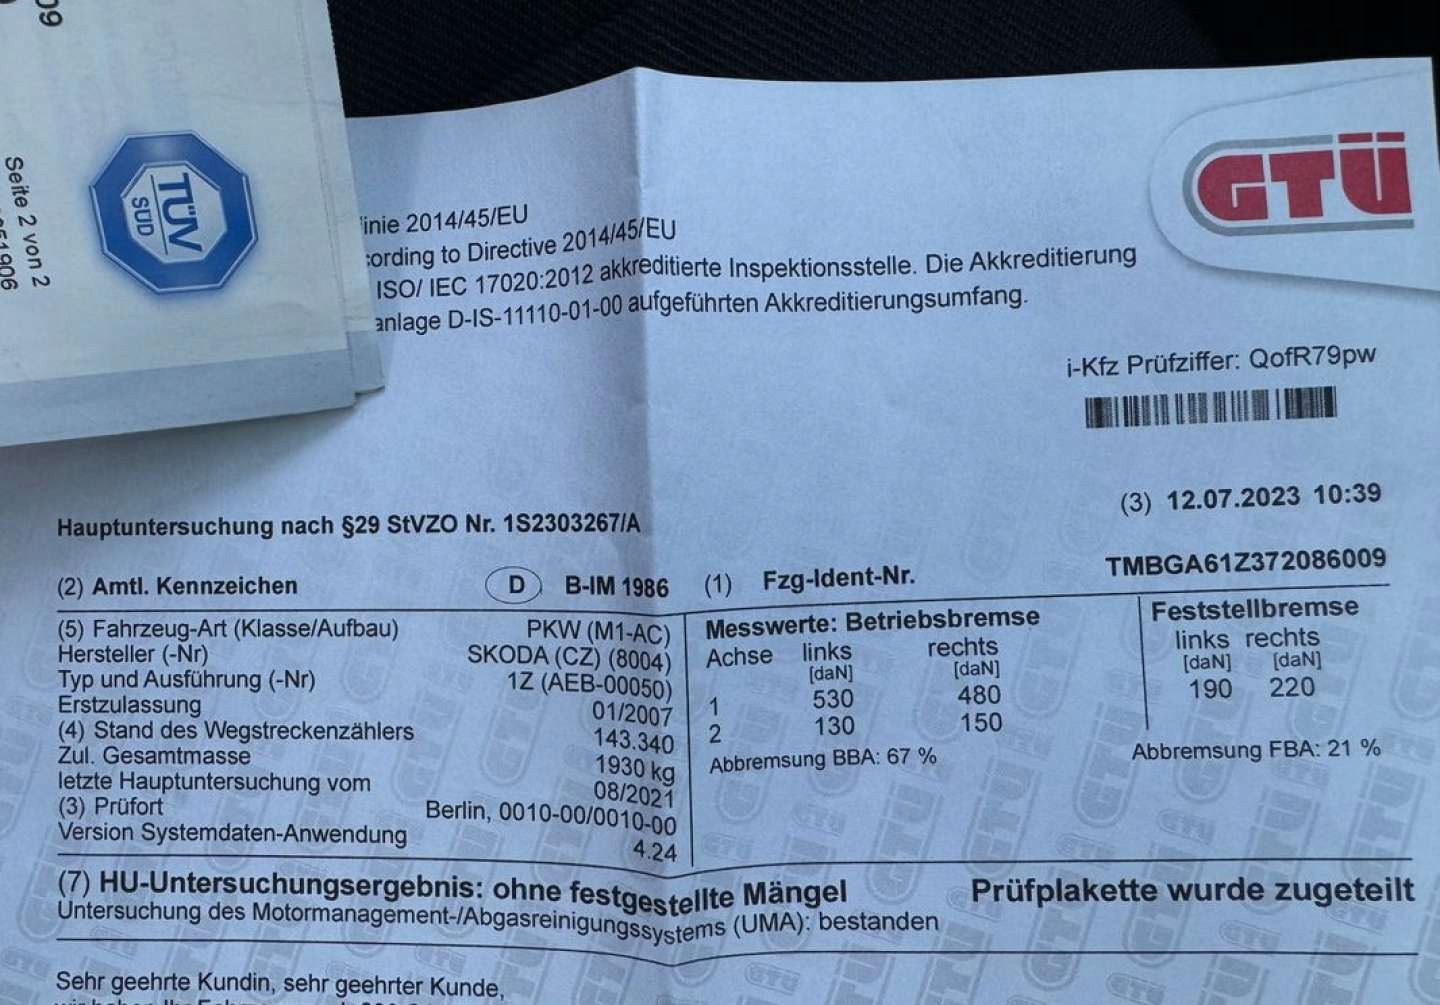 09
Seite 2 von 2
TÜV
SÜD
GTÜ
inie 2014/45/EU
ording to Directive 2014/45/EU
ISO/ IEC 17020:2012 akkreditierte Inspektionsstelle. Die Akkreditierung
anlage D-IS-11110-01-00 aufgeführten Akkreditierungsumfang.
i-Kfz Prüfziffer: QofR79pw
(3) 12.07.2023 10:39
Hauptuntersuchung nach §29 StVZO Nr. 1S2303267/A
(2) Amtl. Kennzeichen D B-IM 1986 (1) Fzg-Ident-Nr. TMBGA61Z372086009
(5) Fahrzeug-Art (Klasse/Aufbau) PKW (M1-AC)
Hersteller (-Nr) SKODA (CZ) (8004)
Typ und Ausführung (-Nr) 1Z (AEB-00050)
Erstzulassung 01/2007
(4) Stand des Wegstreckenzählers 143.340
Zul. Gesamtmasse 1930 kg
letzte Hauptuntersuchung vom 08/2021
(3) Prüfort Berlin, 0010-00/0010-00
Version Systemdaten-Anwendung 4.24
Messwerte: Betriebsbremse
Achse links rechts
[daN] [daN]
1 530 480
2 130 150
Abbremsung BBA: 67 %
Feststellbremse
links rechts
[daN] [daN]
190 220
Abbremsung FBA: 21 %
(7) HU-Untersuchungsergebnis: ohne festgestellte Mängel Prüfplakette wurde zugeteilt
Untersuchung des Motormanagement-/Abgasreinigungssystems (UMA): bestanden
Sehr geehrte Kundin, sehr geehrter Kunde,